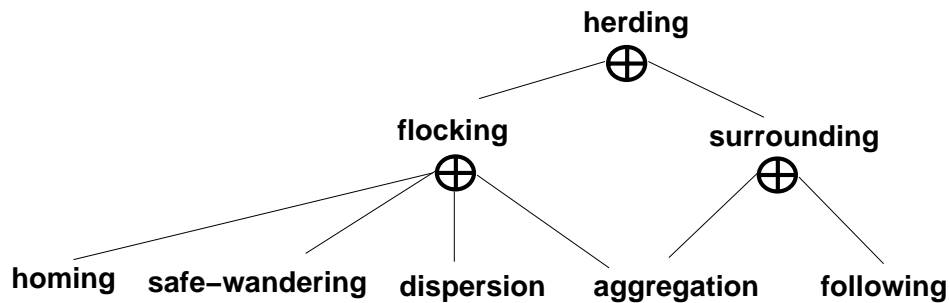 herding
flocking
surrounding
homing
safe−wandering
dispersion
aggregation
following